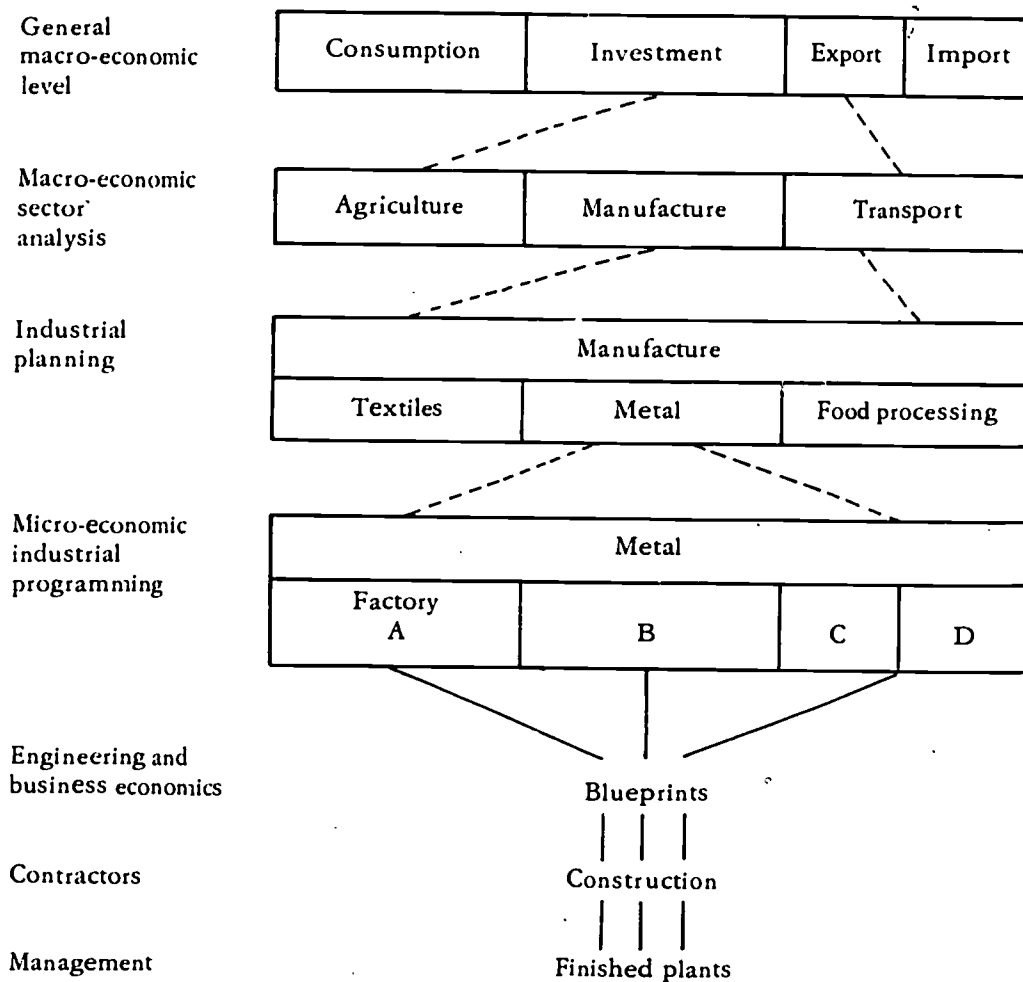 General
macro-economic
level
Consumption
Investment
Export
Import
Macro-economic
sector
analysis
Agriculture
Manufacture
Transport
Industrial
planning
Manufacture
Textiles
Metal
Food processing
Micro-economic
industrial
programming
Metal
Factory
A
B
C
D
Engineering and
business economics
Blueprints
Contractors
Construction
Management
Finished plants